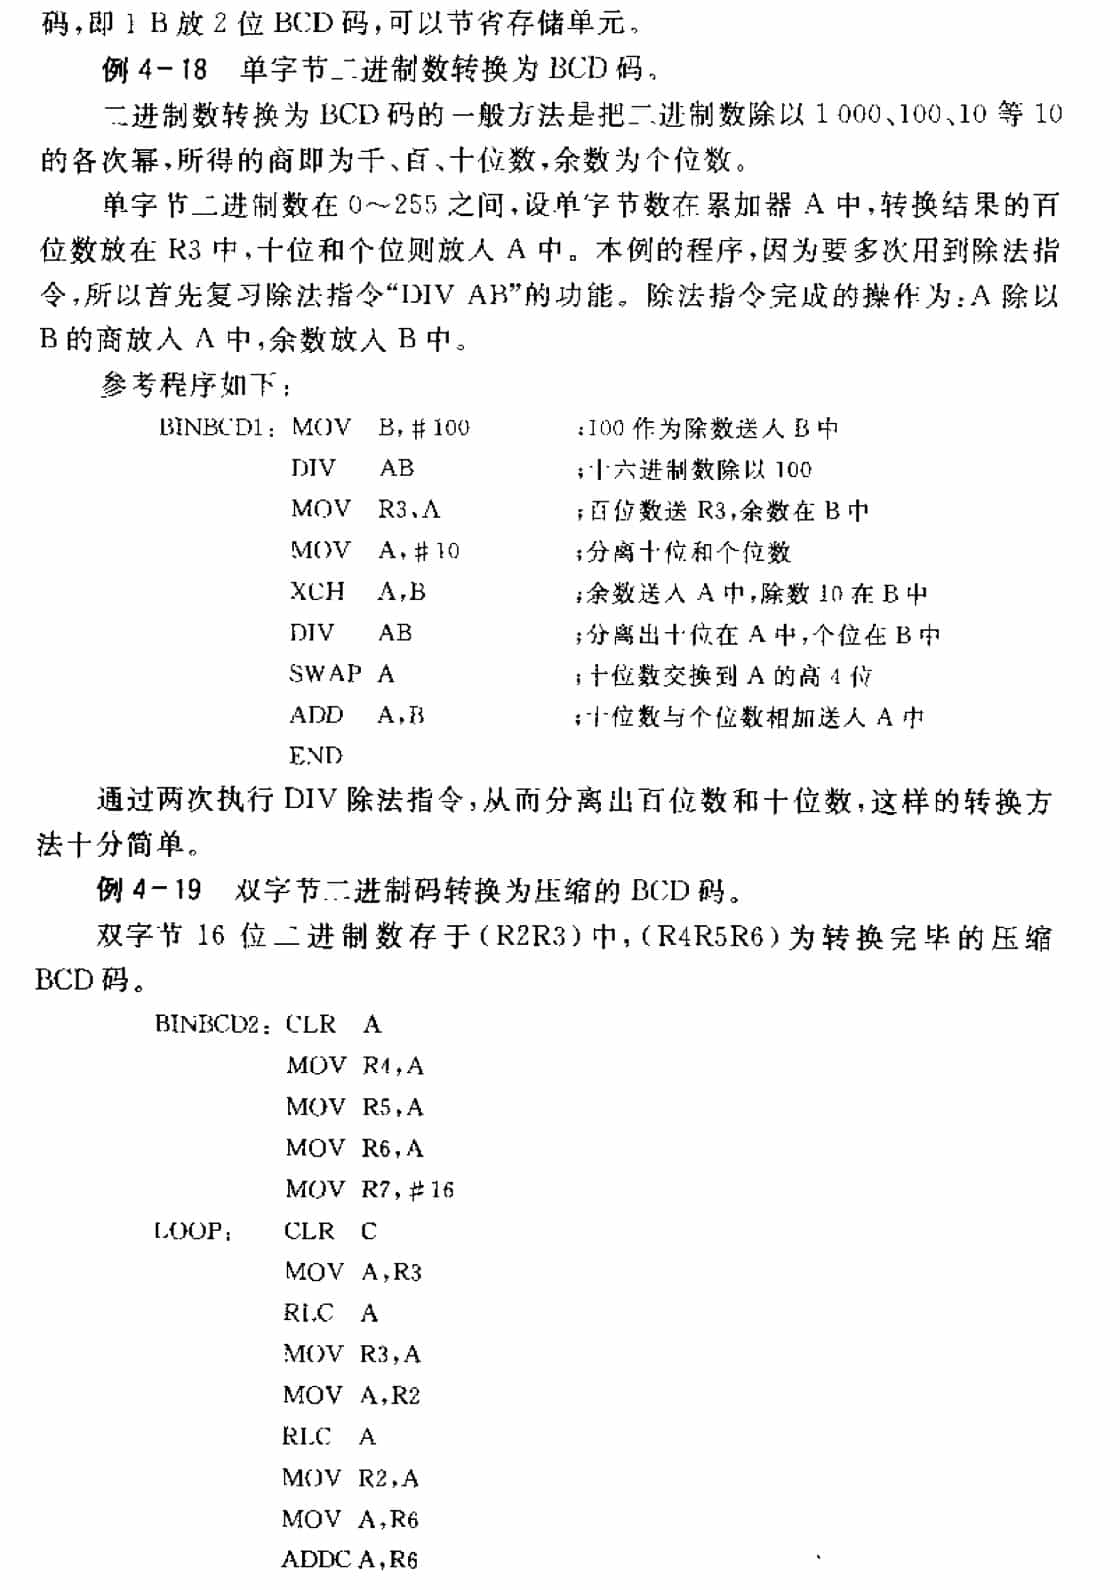 码,即 1 B 放 2 位 BCD 码,可以节省存储单元。
例 4-18 单字节二进制数转换为 BCD 码。
二进制数转换为 BCD 码的一般方法是把二进制数除以 1 000、100、10 等 10
的各次幂,所得的商即为千、百、十位数,余数为个位数。
单字节二进制数在 0～255 之间,设单字节数在累加器 A 中,转换结果的百
位数放在 R3 中,十位和个位则放入 A 中。本例的程序,因为要多次用到除法指
令,所以首先复习除法指令“DIV AB”的功能。除法指令完成的操作为:A 除以
B 的商放入 A 中,余数放入 B 中。
参考程序如下:
BINBCD1: MOV B,#100 ;100 作为除数送入 B 中
DIV AB ;十六进制数除以 100
MOV R3,A ;百位数送 R3,余数在 B 中
MOV A,#10 ;分离十位和个位数
XCH A,B ;余数送入 A 中,除数 10 在 B 中
DIV AB ;分离出十位在 A 中,个位在 B 中
SWAP A ;十位数交换到 A 的高 4 位
ADD A,B ;十位数与个位数相加送入 A 中
END
通过两次执行 DIV 除法指令,从而分离出百位数和十位数,这样的转换方
法十分简单。
例 4-19 双字节二进制码转换为压缩的 BCD 码。
双字节 16 位二进制数存于(R2R3)中,(R4R5R6)为转换完毕的压缩
BCD 码。
BINBCD2: CLR A
MOV R4,A
MOV R5,A
MOV R6,A
MOV R7,#16
LOOP: CLR C
MOV A,R3
RLC A
MOV R3,A
MOV A,R2
RLC A
MOV R2,A
MOV A,R6
ADDC A,R6